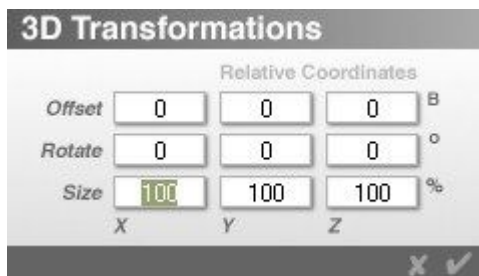 3D Transformations
Relative Coordinates
Offset 0 0 0 B
Rotate 0 0 0 °
Size 100 100 100 %
X Y Z